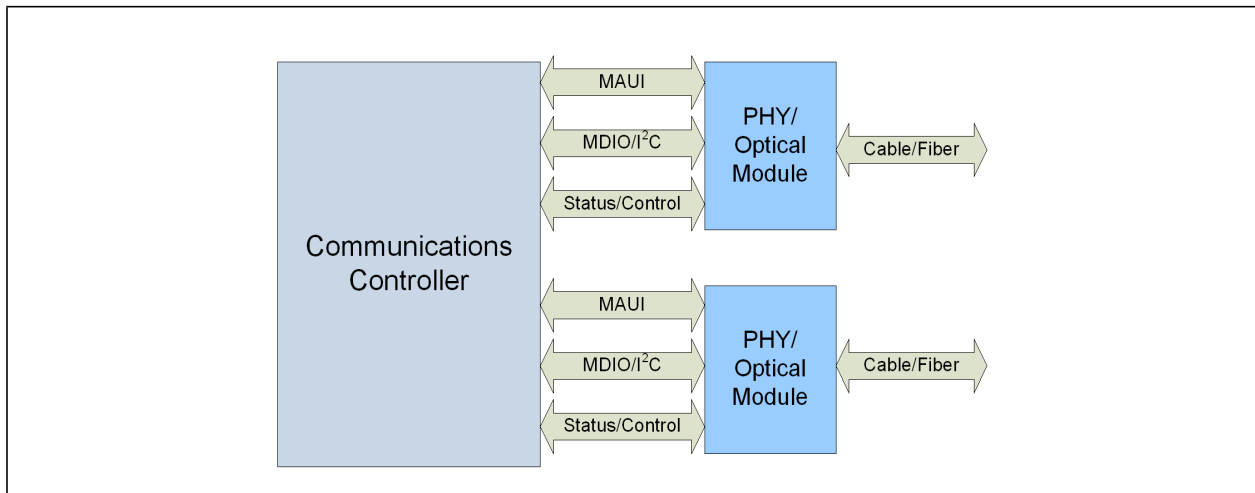 Communications
Controller
MAUI
MDIO/I²C
Status/Control
PHY/
Optical
Module
Cable/Fiber
MAUI
MDIO/I²C
Status/Control
PHY/
Optical
Module
Cable/Fiber